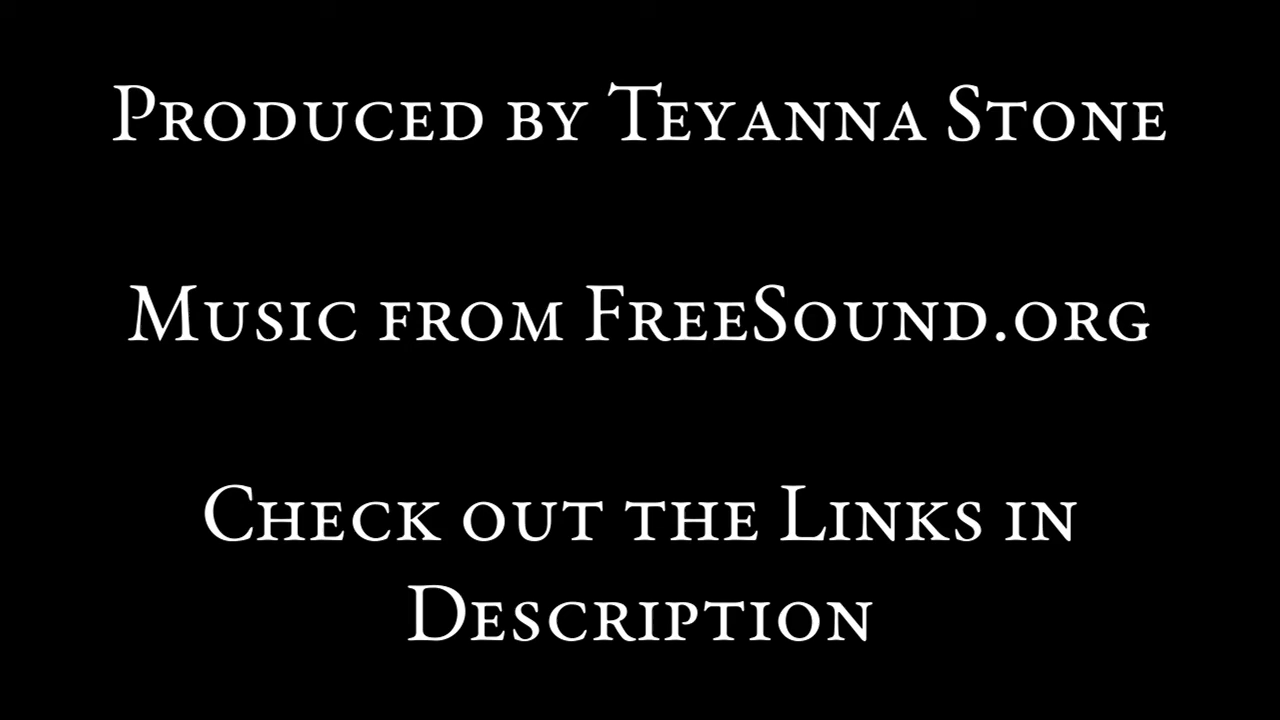 Produced by Teyanna Stone
Music from FreeSound.org
Check out the Links in
Description